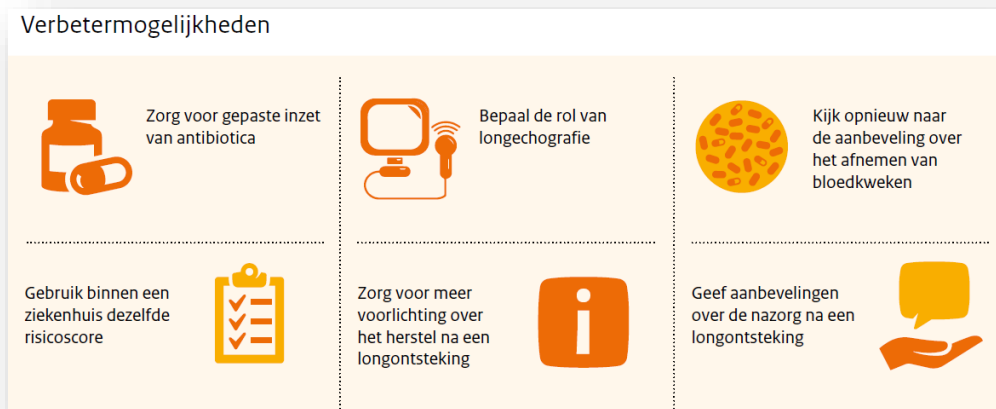 Verbetermogelijkheden
Zorg voor gepaste inzet
van antibiotica
Bepaal de rol van
longechografie
Kijk opnieuw naar
de aanbeveling over
het afnemen van
bloedkweken
Gebruik binnen een
ziekenhuis dezelfde
risicoscore
Zorg voor meer
voorlichting over
het herstel na een
longontsteking
Geef aanbevelingen
over de nazorg na een
longontsteking